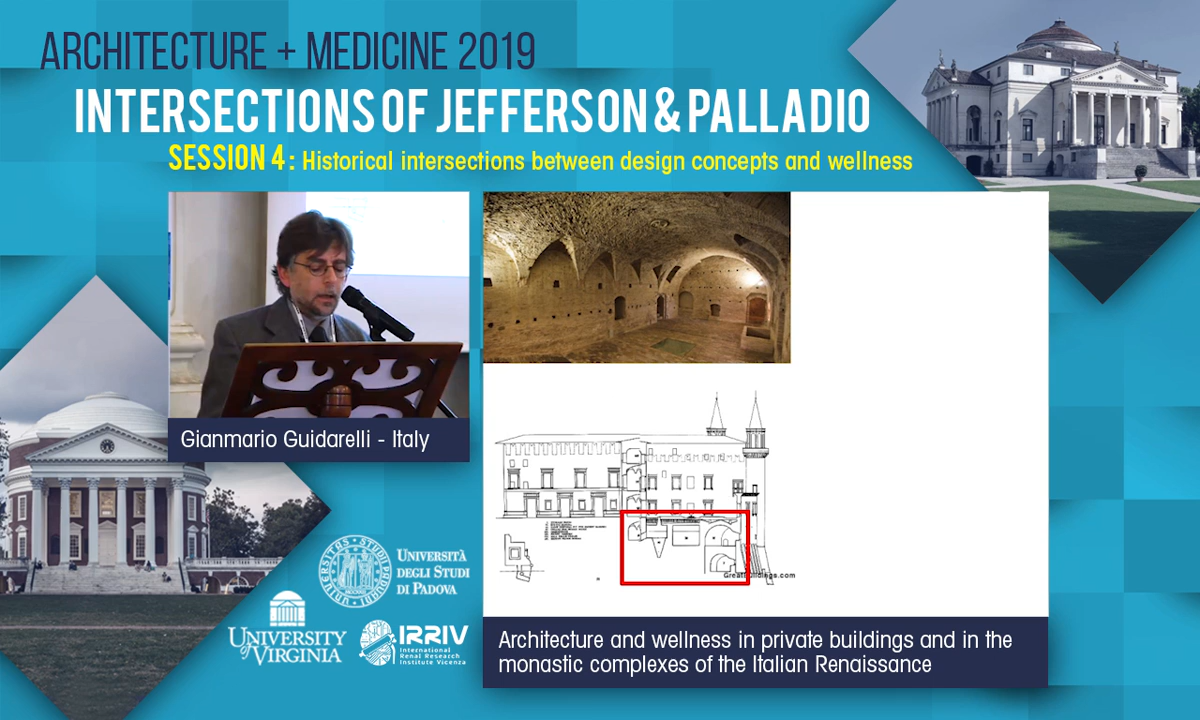 ARCHITECTURE + MEDICINE 2019
INTERSECTIONS OF JEFFERSON & PALLADIO
SESSION 4: Historical intersections between design concepts and wellness
Gianmario Guidarelli - Italy
GreatBuildings.com
UNIVERSITÀ
DEGLI STUDI
DI PADOVA
UNIVERSITY
of VIRGINIA
IRRIV
International
Renal Research
Institute Vicenza
Architecture and wellness in private buildings and in the
monastic complexes of the Italian Renaissance